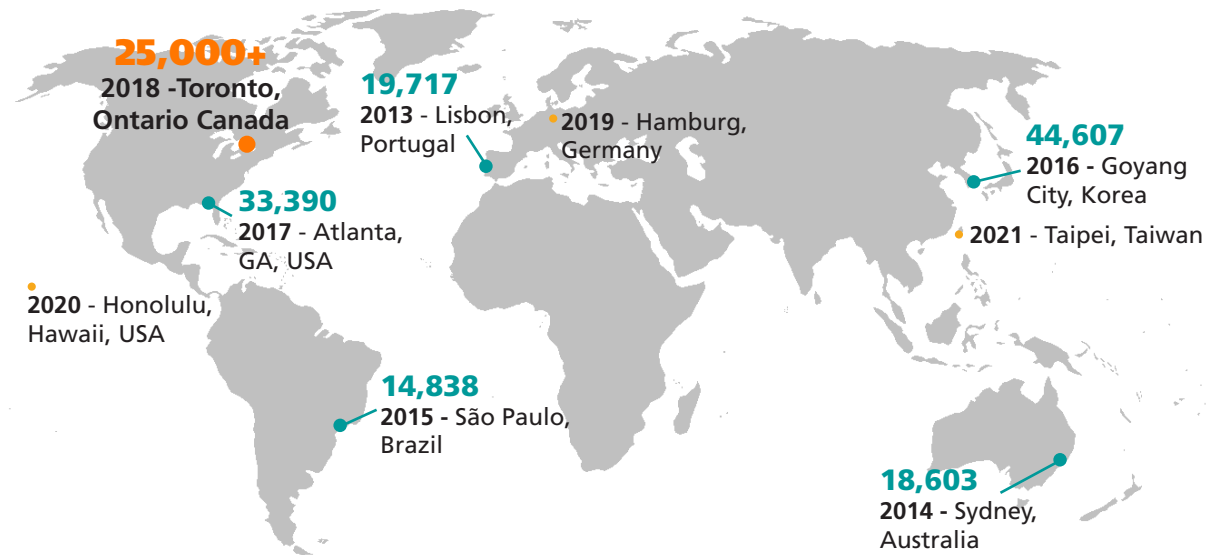 25,000+
2018 -Toronto,
Ontario Canada
19,717
2013 - Lisbon,
Portugal
2019 - Hamburg,
Germany
44,607
2016 - Goyang
City, Korea
33,390
2017 - Atlanta,
GA, USA
2021 - Taipei, Taiwan
2020 - Honolulu,
Hawaii, USA
14,838
2015 - São Paulo,
Brazil
18,603
2014 - Sydney,
Australia